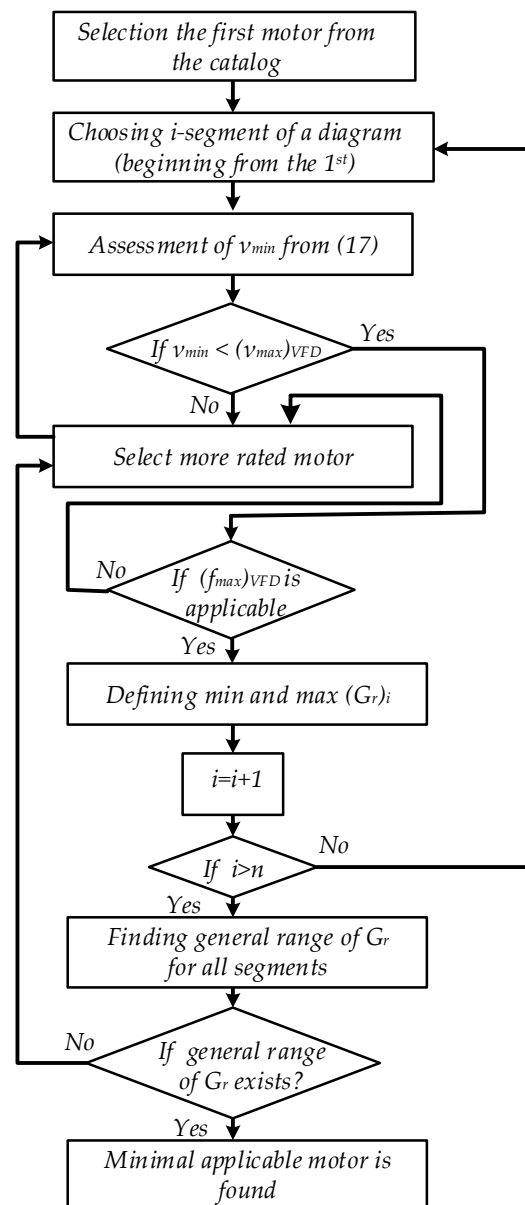 Selection the first motor from
the catalog
Choosing i-segment of a diagram
(beginning from the 1st)
Assessment of νmin from (17)
If νmin < (νmax)VFD
Yes
No
Select more rated motor
No
If (fmax)VFD is
applicable
Yes
Defining min and max (Gr)i
i=i+1
If i>n
No
Yes
Finding general range of Gr
for all segments
No
If general range
of Gr exists?
Yes
Minimal applicable motor is
found